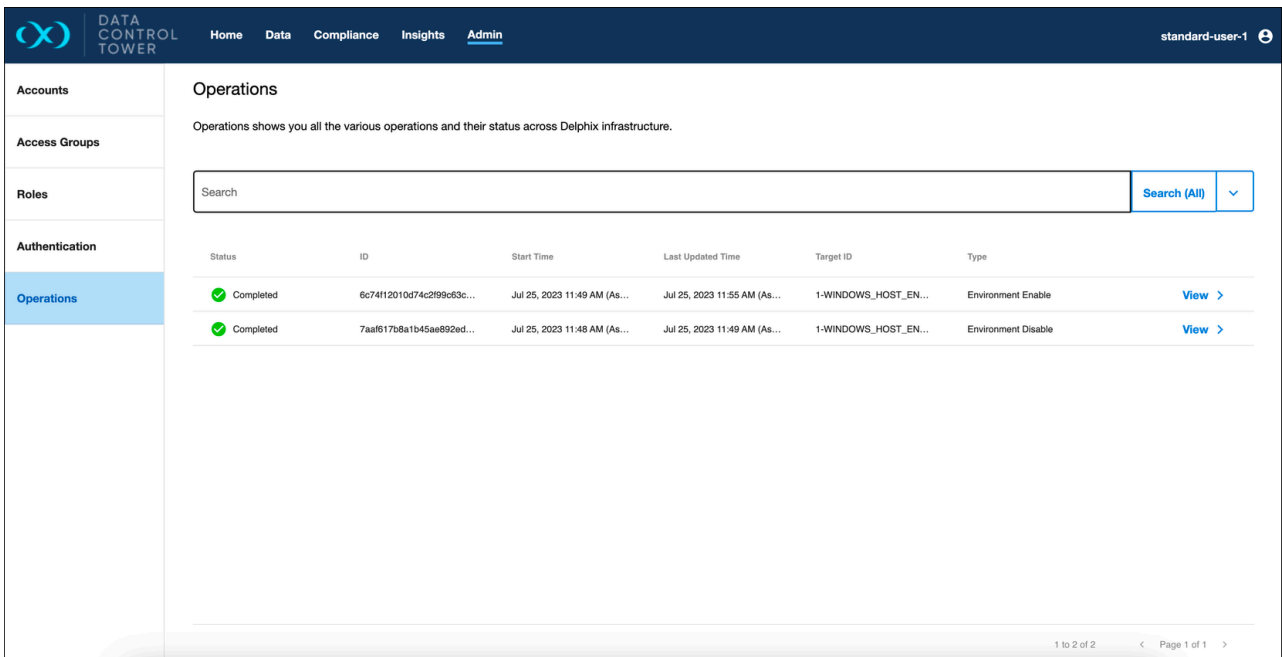 DATA
CONTROL
TOWER
Home Data Compliance Insights Admin
standard-user-1
Accounts
Access Groups
Roles
Authentication
Operations
Operations
Operations shows you all the various operations and their status across Delphix infrastructure.
Search
Search (All)
Status ID Start Time Last Updated Time Target ID Type
Completed 6c74f12010d74c2f99c63c... Jul 25, 2023 11:49 AM (As... Jul 25, 2023 11:55 AM (As... 1-WINDOWS_HOST_EN... Environment Enable View
Completed 7aaf617b8a1b45ae892ed... Jul 25, 2023 11:48 AM (As... Jul 25, 2023 11:49 AM (As... 1-WINDOWS_HOST_EN... Environment Disable View
1 to 2 of 2 Page 1 of 1